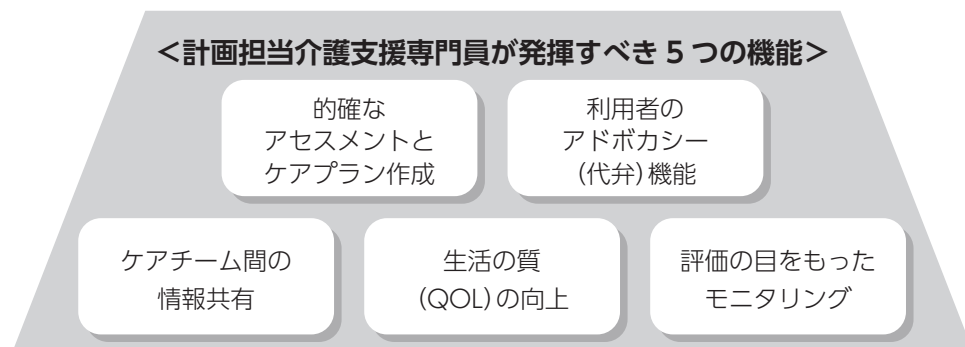 ＜計画担当介護支援専門員が発揮すべき 5 つの機能＞
的確な
アセスメントと
ケアプラン作成
利用者の
アドボカシー
（代弁）機能
ケアチーム間の
情報共有
生活の質
（QOL）の向上
評価の目をもった
モニタリング